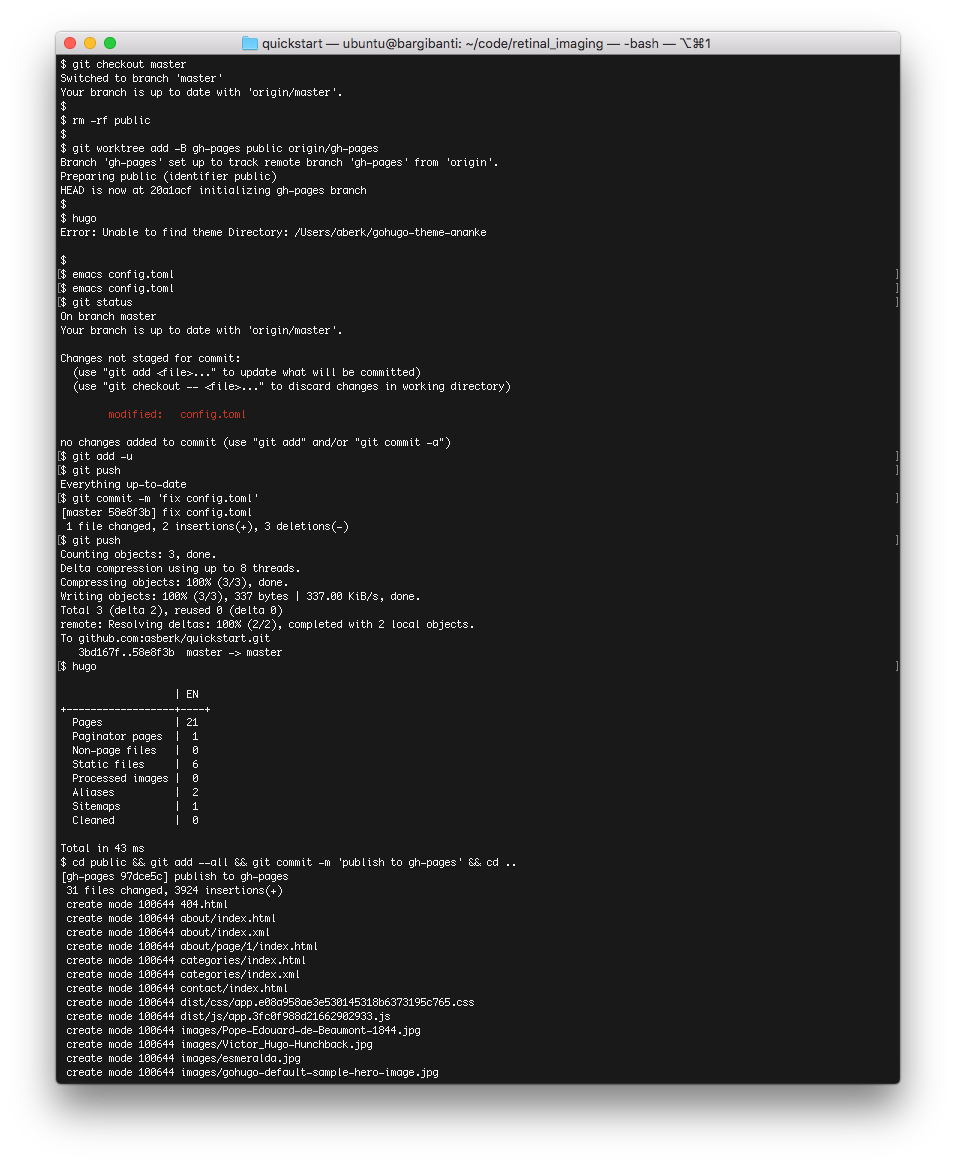 quickstart — ubuntu@bargibanti: ~/code/retinal_imaging — -bash — ⌥⌘1
$ git checkout master
Switched to branch 'master'
Your branch is up to date with 'origin/master'.
$
$ rm -rf public
$
$ git worktree add -B gh-pages public origin/gh-pages
Branch 'gh-pages' set up to track remote branch 'gh-pages' from 'origin'.
Preparing public (identifier public)
HEAD is now at 20a1acf initializing gh-pages branch
$
$ hugo
Error: Unable to find theme Directory: /Users/aberk/gohugo-theme-ananke

$
[$ emacs config.toml ]
[$ emacs config.toml ]
[$ git status ]
On branch master
Your branch is up to date with 'origin/master'.

Changes not staged for commit:
  (use "git add <file>..." to update what will be committed)
  (use "git checkout -- <file>..." to discard changes in working directory)

        modified:   config.toml

no changes added to commit (use "git add" and/or "git commit -a")
[$ git add -u ]
[$ git push ]
Everything up-to-date
[$ git commit -m 'fix config.toml' ]
[master 58e8f3b] fix config.toml
 1 file changed, 2 insertions(+), 3 deletions(-)
[$ git push ]
Counting objects: 3, done.
Delta compression using up to 8 threads.
Compressing objects: 100% (3/3), done.
Writing objects: 100% (3/3), 337 bytes | 337.00 KiB/s, done.
Total 3 (delta 2), reused 0 (delta 0)
remote: Resolving deltas: 100% (2/2), completed with 2 local objects.
To github.com:asberk/quickstart.git
   3bd167f..58e8f3b  master -> master
[$ hugo ]

                   | EN
+------------------+----+
  Pages            | 21
  Paginator pages  |  1
  Non-page files   |  0
  Static files     |  6
  Processed images |  0
  Aliases          |  2
  Sitemaps         |  1
  Cleaned          |  0

Total in 43 ms
$ cd public && git add --all && git commit -m 'publish to gh-pages' && cd ..
[gh-pages 97dce5c] publish to gh-pages
 31 files changed, 3924 insertions(+)
 create mode 100644 404.html
 create mode 100644 about/index.html
 create mode 100644 about/index.xml
 create mode 100644 about/page/1/index.html
 create mode 100644 categories/index.html
 create mode 100644 categories/index.xml
 create mode 100644 contact/index.html
 create mode 100644 dist/css/app.e08a958ae3e530145318b6373195c765.css
 create mode 100644 dist/js/app.3fc0f988d21662902933.js
 create mode 100644 images/Pope-Edouard-de-Beaumont-1844.jpg
 create mode 100644 images/Victor_Hugo-Hunchback.jpg
 create mode 100644 images/esmeralda.jpg
 create mode 100644 images/gohugo-default-sample-hero-image.jpg